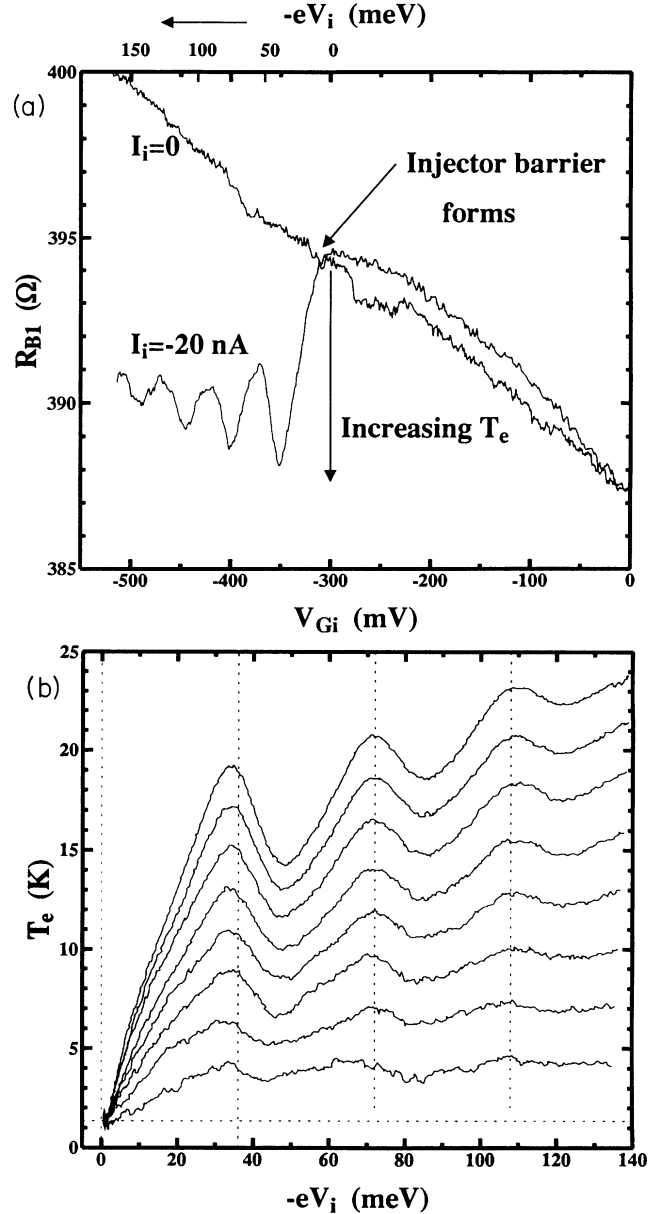 -eVi (meV)
150 100 50 0
(a)
400
395
390
385
RB1 (Ω)
Ii=0
Injector barrier
forms
Ii=-20 nA
Increasing Te
-500 -400 -300 -200 -100 0
VGi (mV)
(b)
25
20
15
10
5
0
Te (K)
0 20 40 60 80 100 120 140
-eVi (meV)